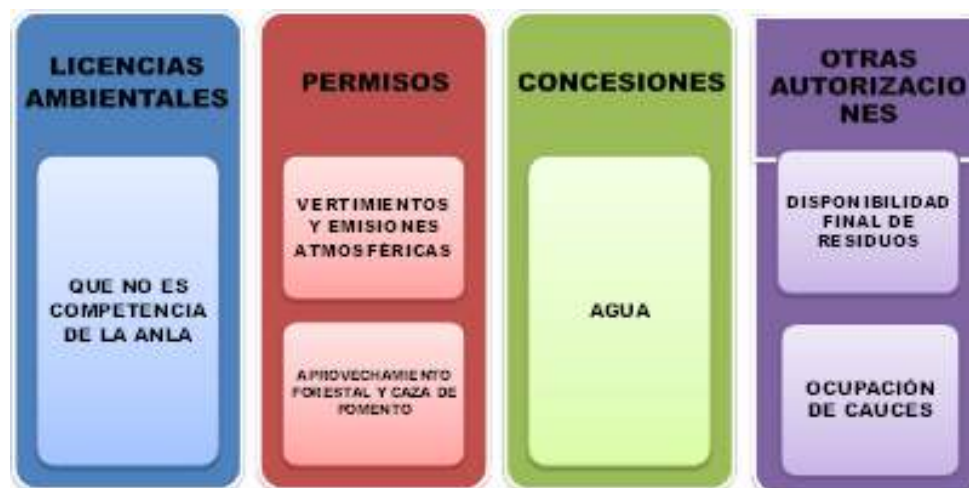 LICENCIAS
AMBIENTALES
QUE NO ES
COMPETENCIA
DE LA ANLA
PERMISOS
VERTIMIENTOS
Y EMISIONES
ATMOSFÉRICAS
APROVECHAMIENTO
FORESTAL Y CAZA DE
FOMENTO
CONCESIONES
AGUA
OTRAS
AUTORIZACIO
NES
DISPONIBILIDAD
FINAL DE
RESIDUOS
OCUPACIÓN
DE CAUCES